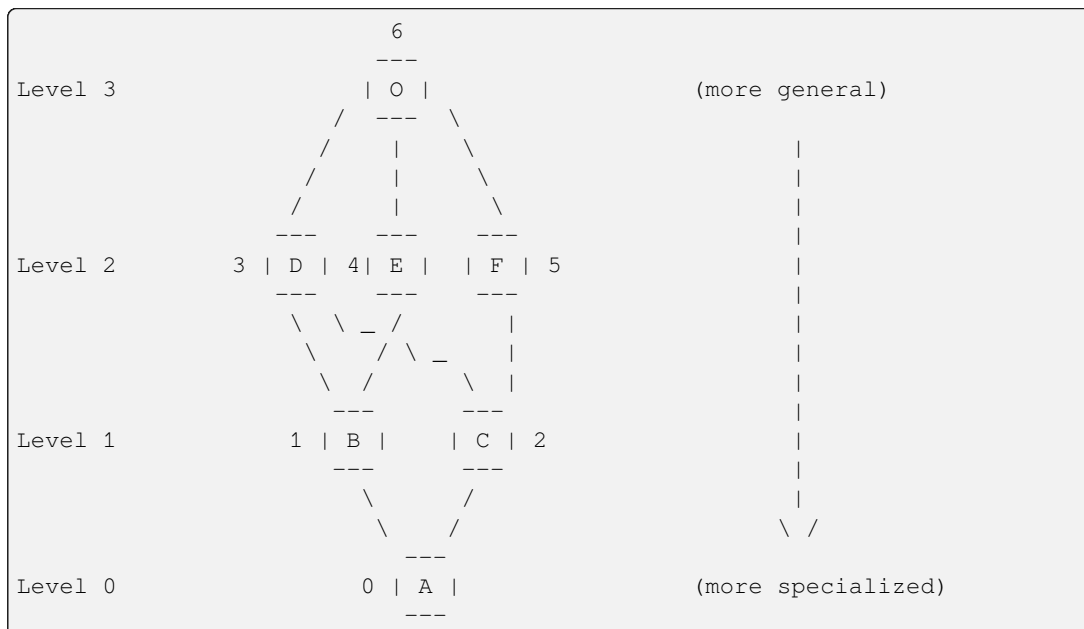 6
                             ---
Level 3                     | O |                     (more general)
                          /  ---  \
                         /    |    \                          |
                        /     |     \                         |
                       /      |      \                        |
                      ---    ---    ---                       |
Level 2            3 | D | 4| E |  | F | 5                    |
                      ---    ---    ---                       |
                       \  \ _ /       |                       |
                        \    / \ _    |                       |
                         \  /      \  |                       |
                          ---      ---                        |
Level 1                1 | B |    | C | 2                     |
                          ---      ---                        |
                            \      /                          |
                             \    /                          \ /
                               ---
Level 0                     0 | A |                   (more specialized)
                               ---